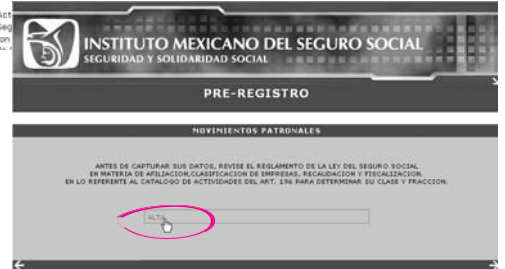 Act
Seg
INSTITUTO MEXICANO DEL SEGURO SOCIAL
SEGURIDAD Y SOLIDARIDAD SOCIAL
PRE-REGISTRO
MOVIMIENTOS PATRONALES
ANTES DE CAPTURAR SUS DATOS, REVISE EL REGLAMENTO DE LA LEY DEL SEGURO SOCIAL
EN MATERIA DE AFILIACION,CLASIFICACION DE EMPRESAS, RECAUDACION Y FISCALIZACION.
EN LO REFERENTE AL CATALOGO DE ACTIVIDADES DEL ART. 196 PARA DETERMINAR SU CLASE Y FRACCION.
ALTA